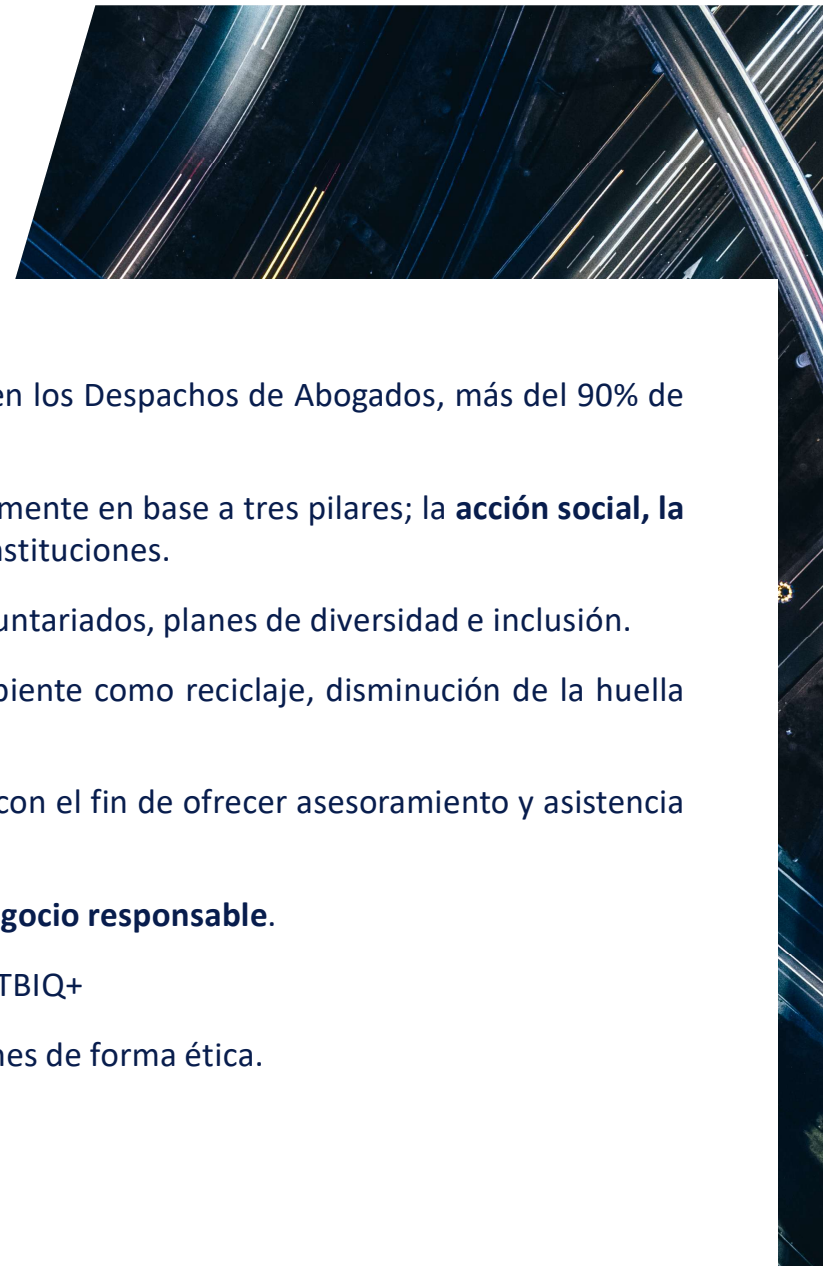 en los Despachos de Abogados, más del 90% de
mente en base a tres pilares; la acción social, la
stituciones.
untariados, planes de diversidad e inclusión.
piente como reciclaje, disminución de la huella
con el fin de ofrecer asesoramiento y asistencia
gocio responsable.
TBIQ+
nes de forma ética.